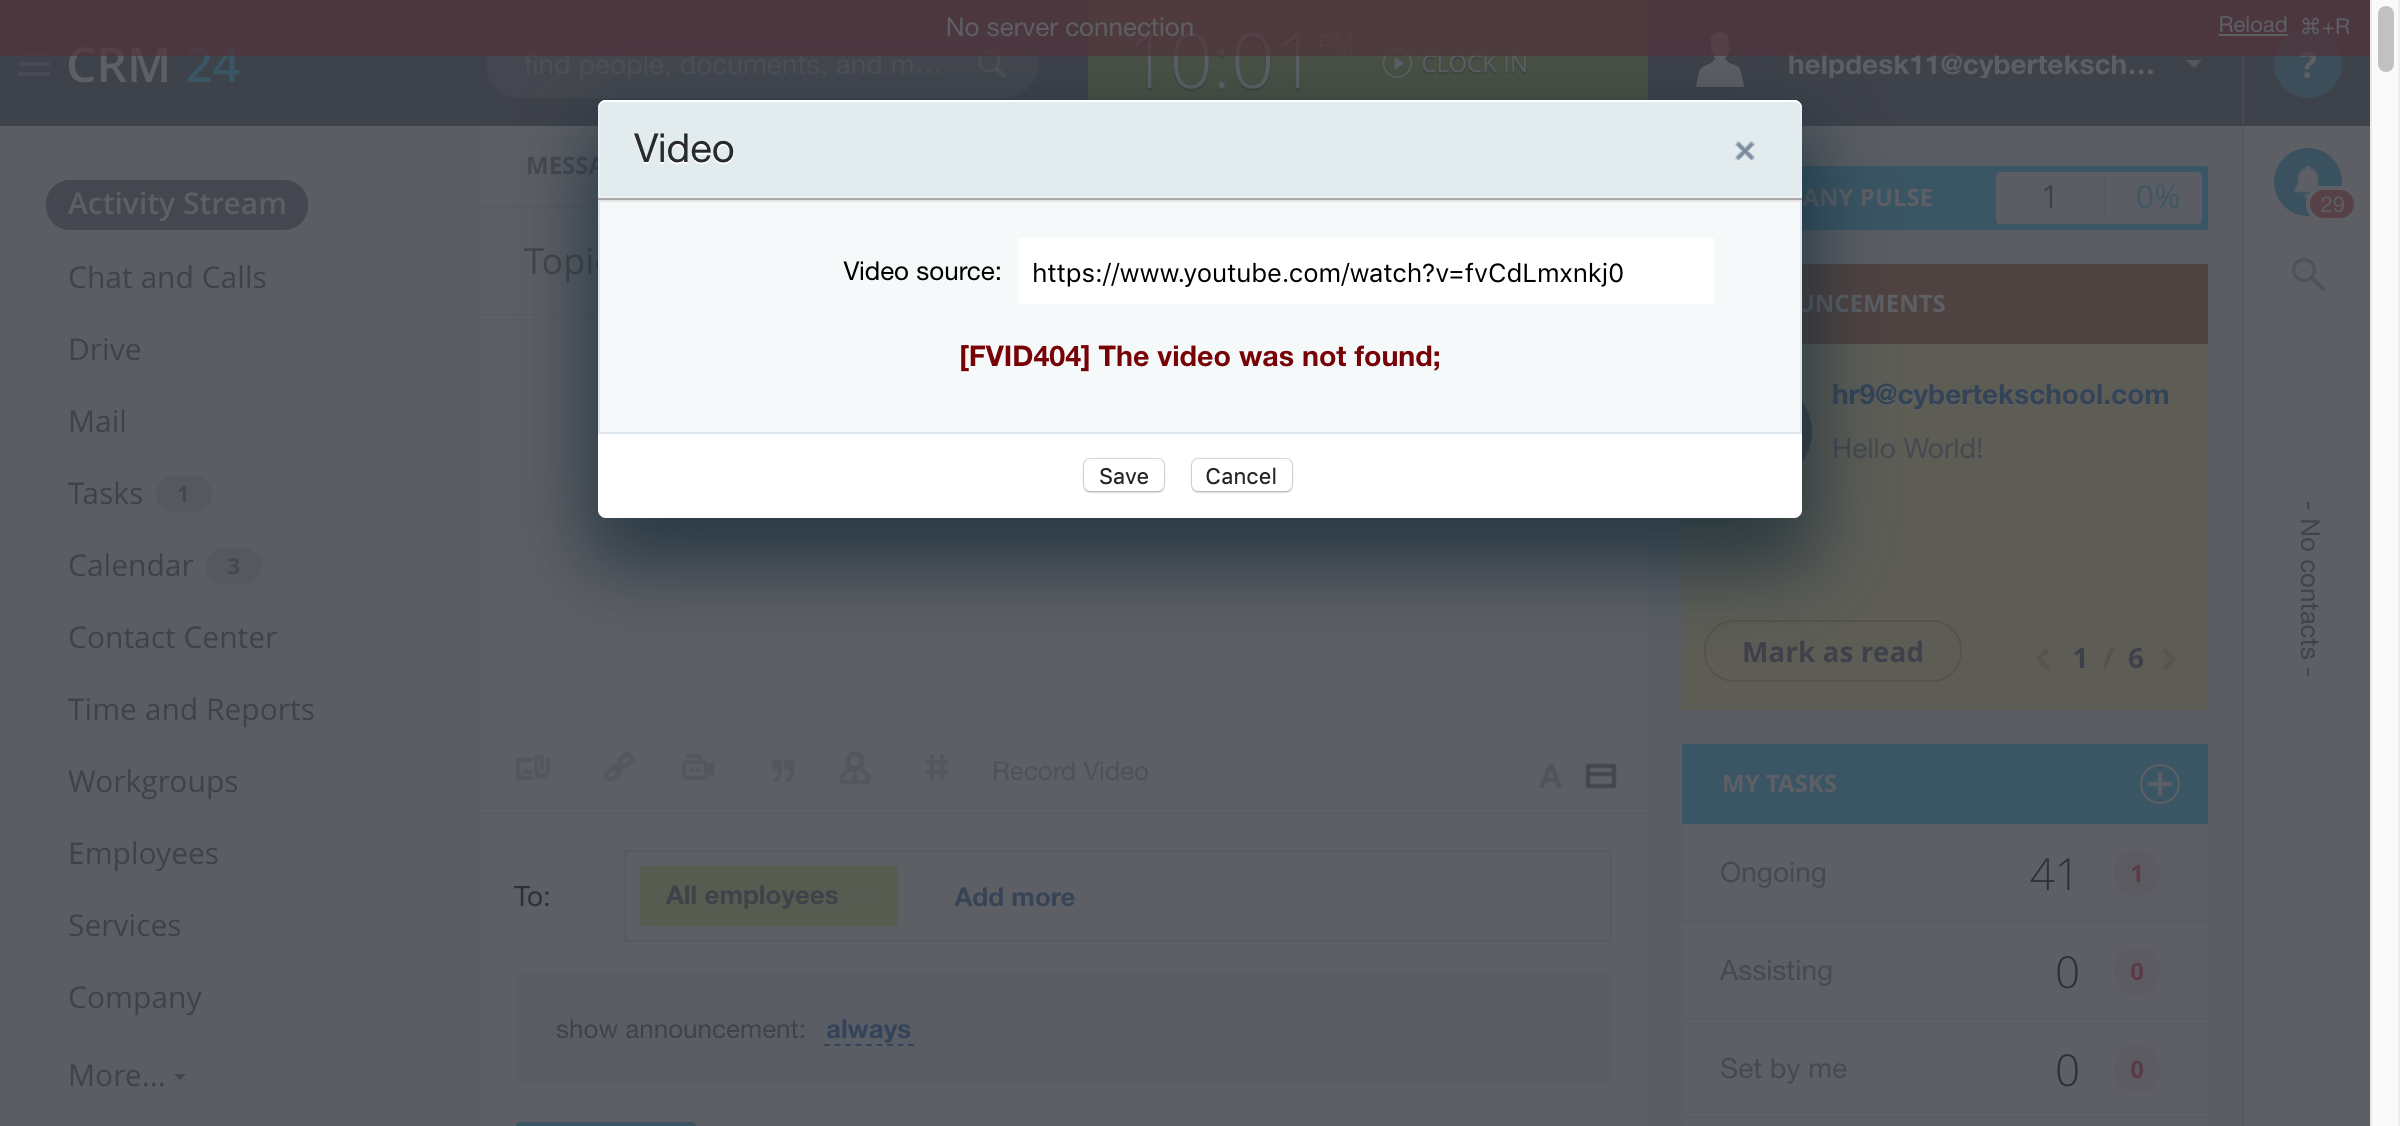 No server connection
Reload ⌘+R
CRM 24
find people, documents, and m...
10:01 PM
CLOCK IN
helpdesk11@cyberteksch...
?
Video
×
Video source: https://www.youtube.com/watch?v=fvCdLmxnkj0
[FVID404] The video was not found;
Save Cancel
Activity Stream
Chat and Calls
Drive
Mail
Tasks 1
Calendar 3
Contact Center
Time and Reports
Workgroups
Employees
Services
Company
More...
MESSA
Topi
Record Video
A
To: All employees Add more
show announcement: always
ANY PULSE 1 0%
UNCEMENTS
hr9@cybertekschool.com
Hello World!
Mark as read
1 / 6
MY TASKS
Ongoing 41 1
Assisting 0 0
Set by me 0 0
29
- No contacts -